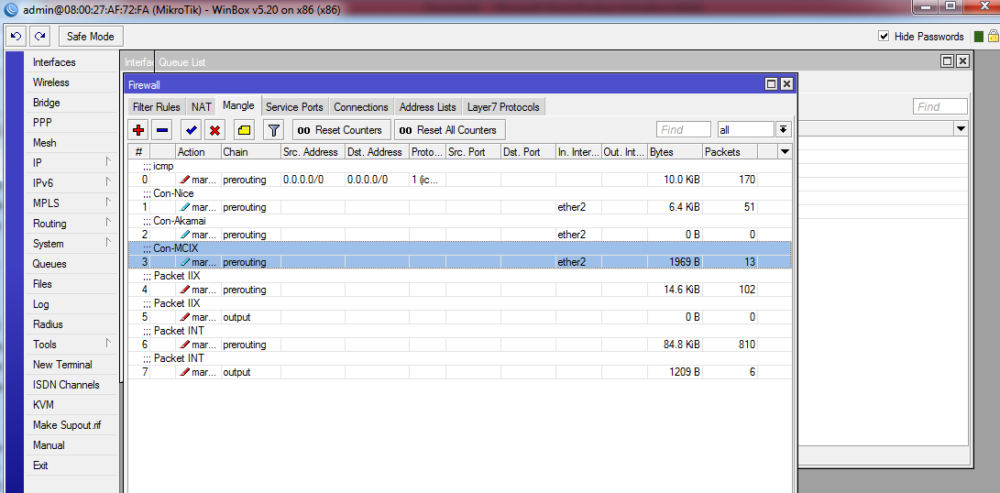 admin@08:00:27:AF:72:FA (MikroTik) - WinBox v5.20 on x86 (x86)
Safe Mode
Hide Passwords
Interfaces
Wireless
Bridge
PPP
Mesh
IP
IPv6
MPLS
Routing
System
Queues
Files
Log
Radius
Tools
New Terminal
ISDN Channels
KVM
Make Supout.rif
Manual
Exit
Interfac Queue List
Find
Firewall
Filter Rules NAT Mangle Service Ports Connections Address Lists Layer7 Protocols
00 Reset Counters 00 Reset All Counters Find all
# Action Chain Src. Address Dst. Address Proto... Src. Port Dst. Port In. Inter... Out. Int... Bytes Packets
;;; icmp
0 mar... prerouting 0.0.0.0/0 0.0.0.0/0 1 (ic... 10.0 KiB 170
;;; Con-Nice
1 mar... prerouting ether2 6.4 KiB 51
;;; Con-Akamai
2 mar... prerouting ether2 0 B 0
;;; Con-MCIX
3 mar... prerouting ether2 1969 B 13
;;; Packet IIX
4 mar... prerouting 14.6 KiB 102
;;; Packet IIX
5 mar... output 0 B 0
;;; Packet INT
6 mar... prerouting 84.8 KiB 810
;;; Packet INT
7 mar... output 1209 B 6